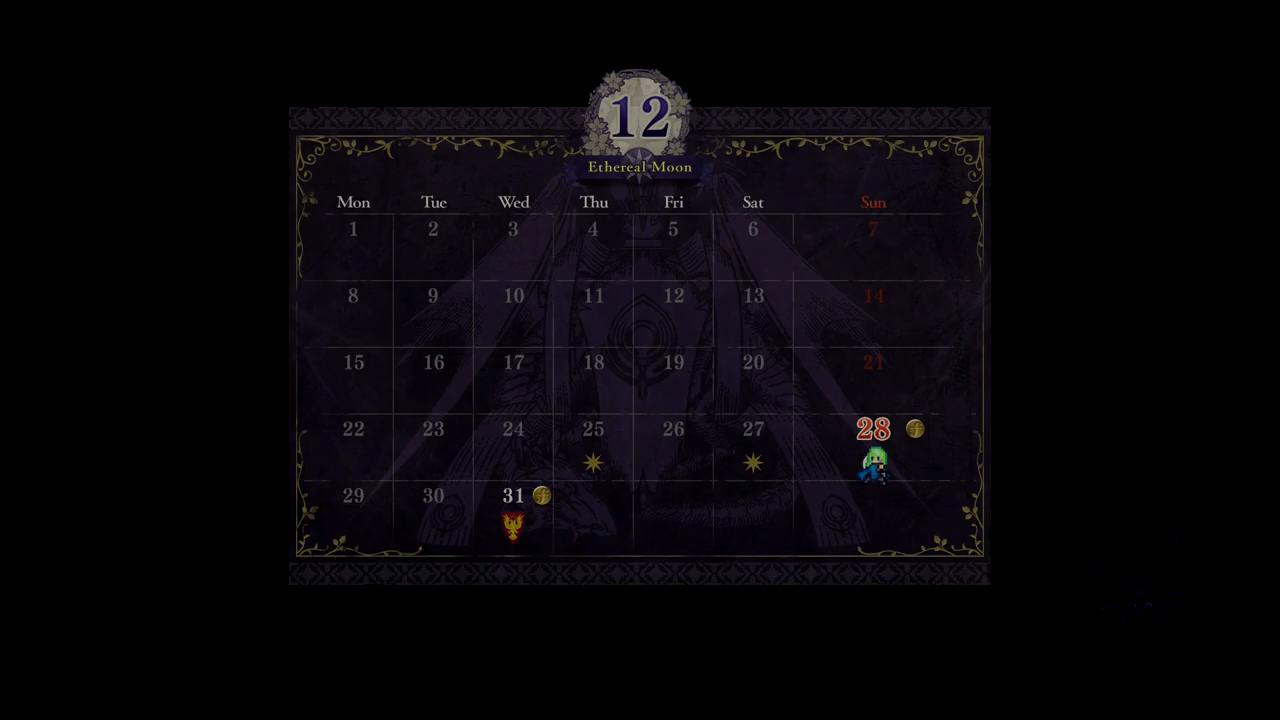 12
Ethereal Moon
Mon Tue Wed Thu Fri Sat Sun
1 2 3 4 5 6 7
8 9 10 11 12 13 14
15 16 17 18 19 20 21
22 23 24 25 26 27 28
29 30 31